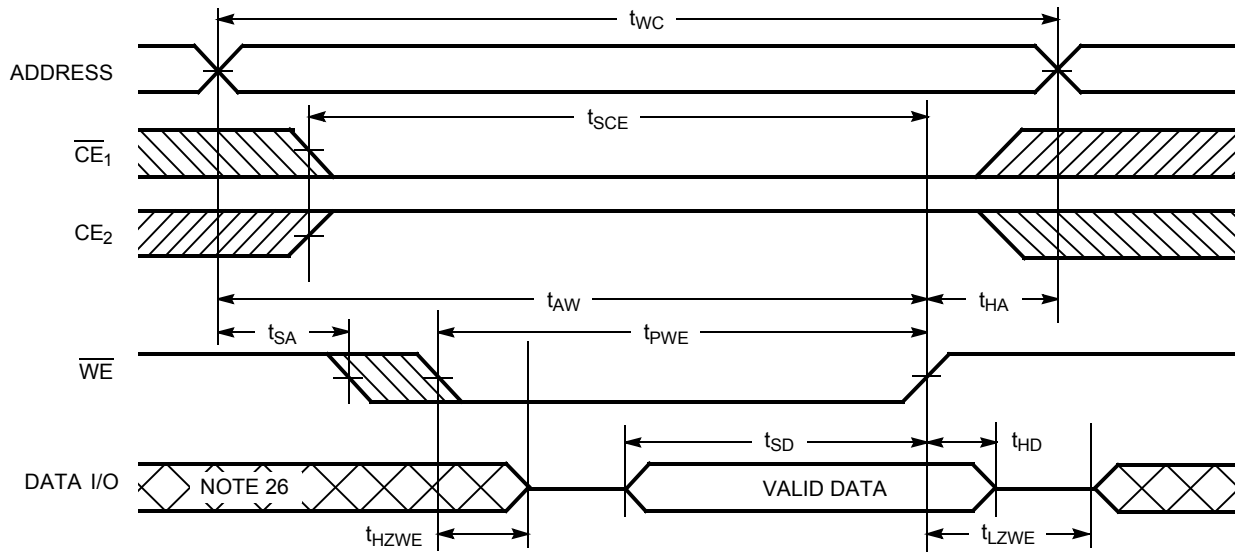 tWC
ADDRESS
tSCE
CE1
CE2
tAW
tHA
tSA
tPWE
WE
tSD
tHD
DATA I/O
NOTE 26
VALID DATA
tHZWE
tLZWE